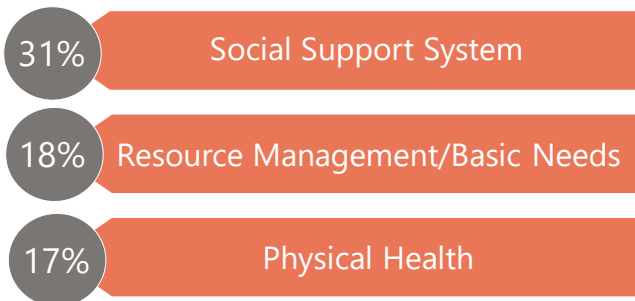 31% Social Support System
18% Resource Management/Basic Needs
17% Physical Health